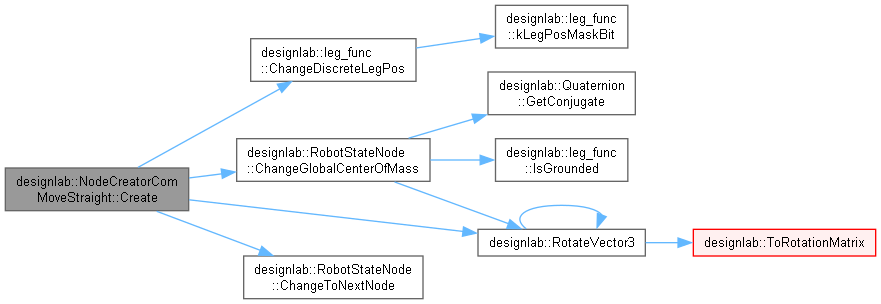 designlab::NodeCreatorCom
MoveStraight::Create
designlab::leg_func
::ChangeDiscreteLegPos
designlab::leg_func
::kLegPosMaskBit
designlab::RobotStateNode
::ChangeGlobalCenterOfMass
designlab::Quaternion
::GetConjugate
designlab::leg_func
::IsGrounded
designlab::RotateVector3
designlab::ToRotationMatrix
designlab::RobotStateNode
::ChangeToNextNode